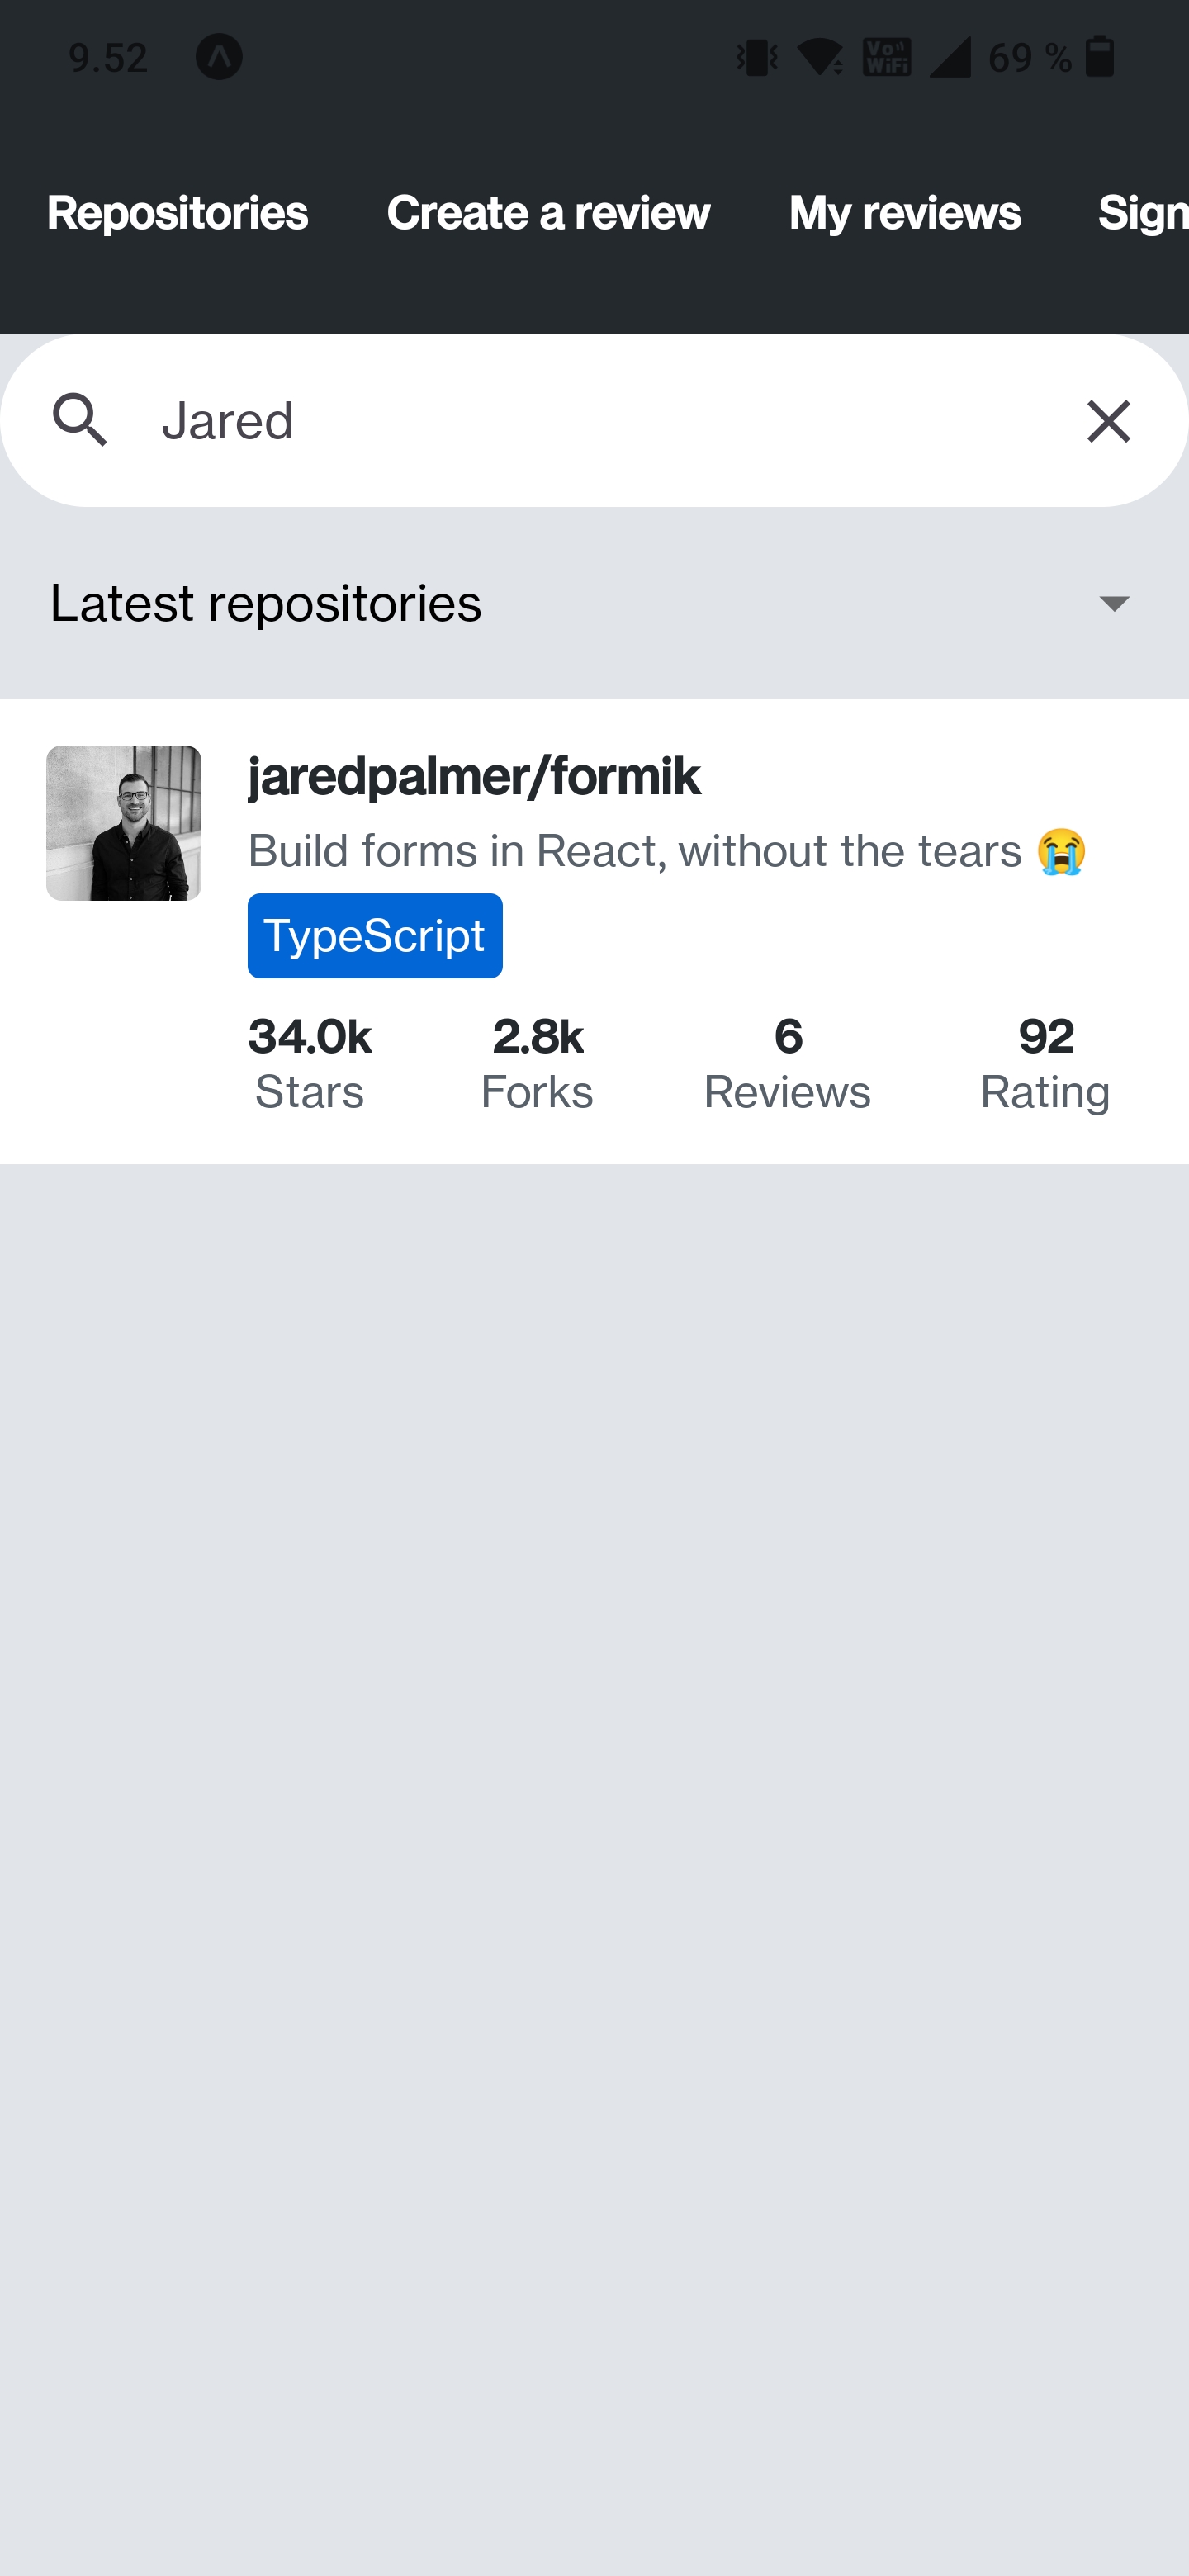 9.52 Vo WiFi 69 %
Repositories Create a review My reviews Sign
Jared
Latest repositories
jaredpalmer/formik
Build forms in React, without the tears 😭
TypeScript
34.0k 2.8k 6 92
Stars Forks Reviews Rating